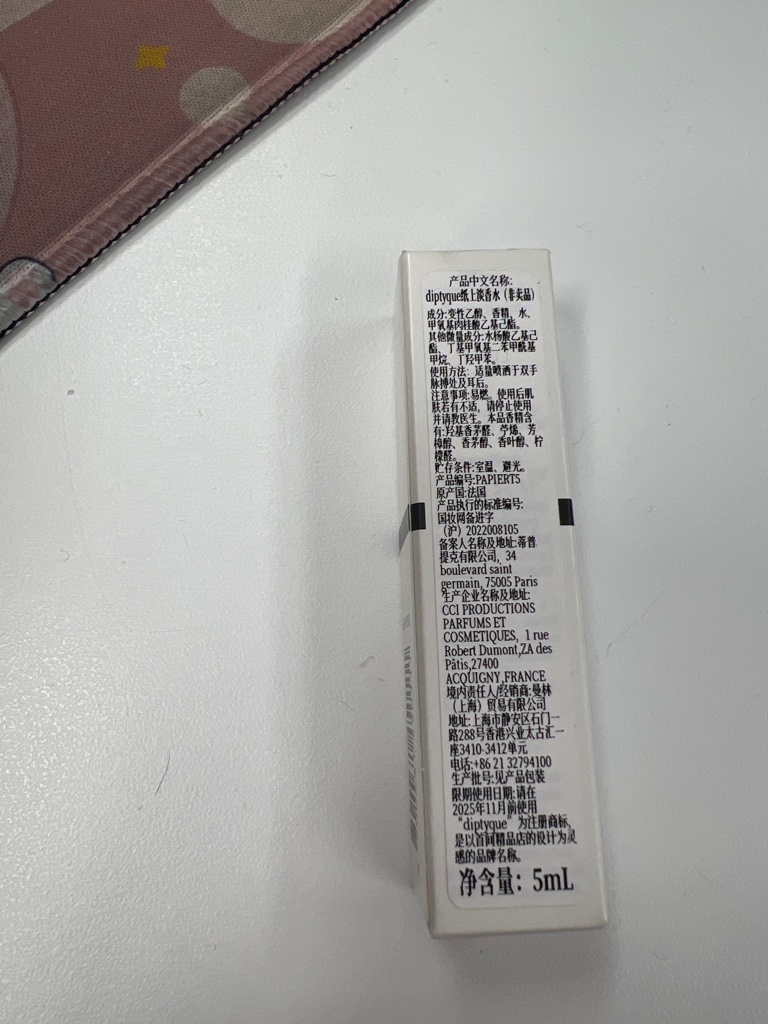 产品中文名称:
diptyque纸上淡香水（非卖品）
成分:变性乙醇、香精、水、
甲氧基肉桂酸乙基己酯。
其他微量成分:水杨酸乙基己
酯、丁基甲氧基二苯甲酰基
甲烷、丁羟甲苯。
使用方法: 适量喷洒于双手
脉搏处及耳后。
注意事项:易燃。使用后肌
肤若有不适，请停止使用
并请教医生。本品香精含
有:羟基香茅醛、苧烯、芳
樟醇、香茅醇、香叶醇、柠
檬醛。
贮存条件:室温、避光。
产品编号:PAPIERTS
原产国:法国
产品执行的标准编号:
国妆网备进字
（沪）2022008105
备案人名称及地址:蒂普
提克有限公司, 34
boulevard saint
germain, 75005 Paris
生产企业名称及地址:
CCI PRODUCTIONS
PARFUMS ET
COSMETIQUES, 1 rue
Robert Dumont,ZA des
Pâtis,27400
ACQUIGNY,FRANCE
境内责任人/经销商:曼林
（上海）贸易有限公司
地址:上海市静安区石门一
路288号香港兴业太古汇一
座3410-3412单元
电话:+86 21 32794100
生产批号:见产品包装
限期使用日期:请在
2025年11月前使用
“diptyque”为注册商标,
是以首间精品店的设计为灵
感的品牌名称。
净含量：5mL